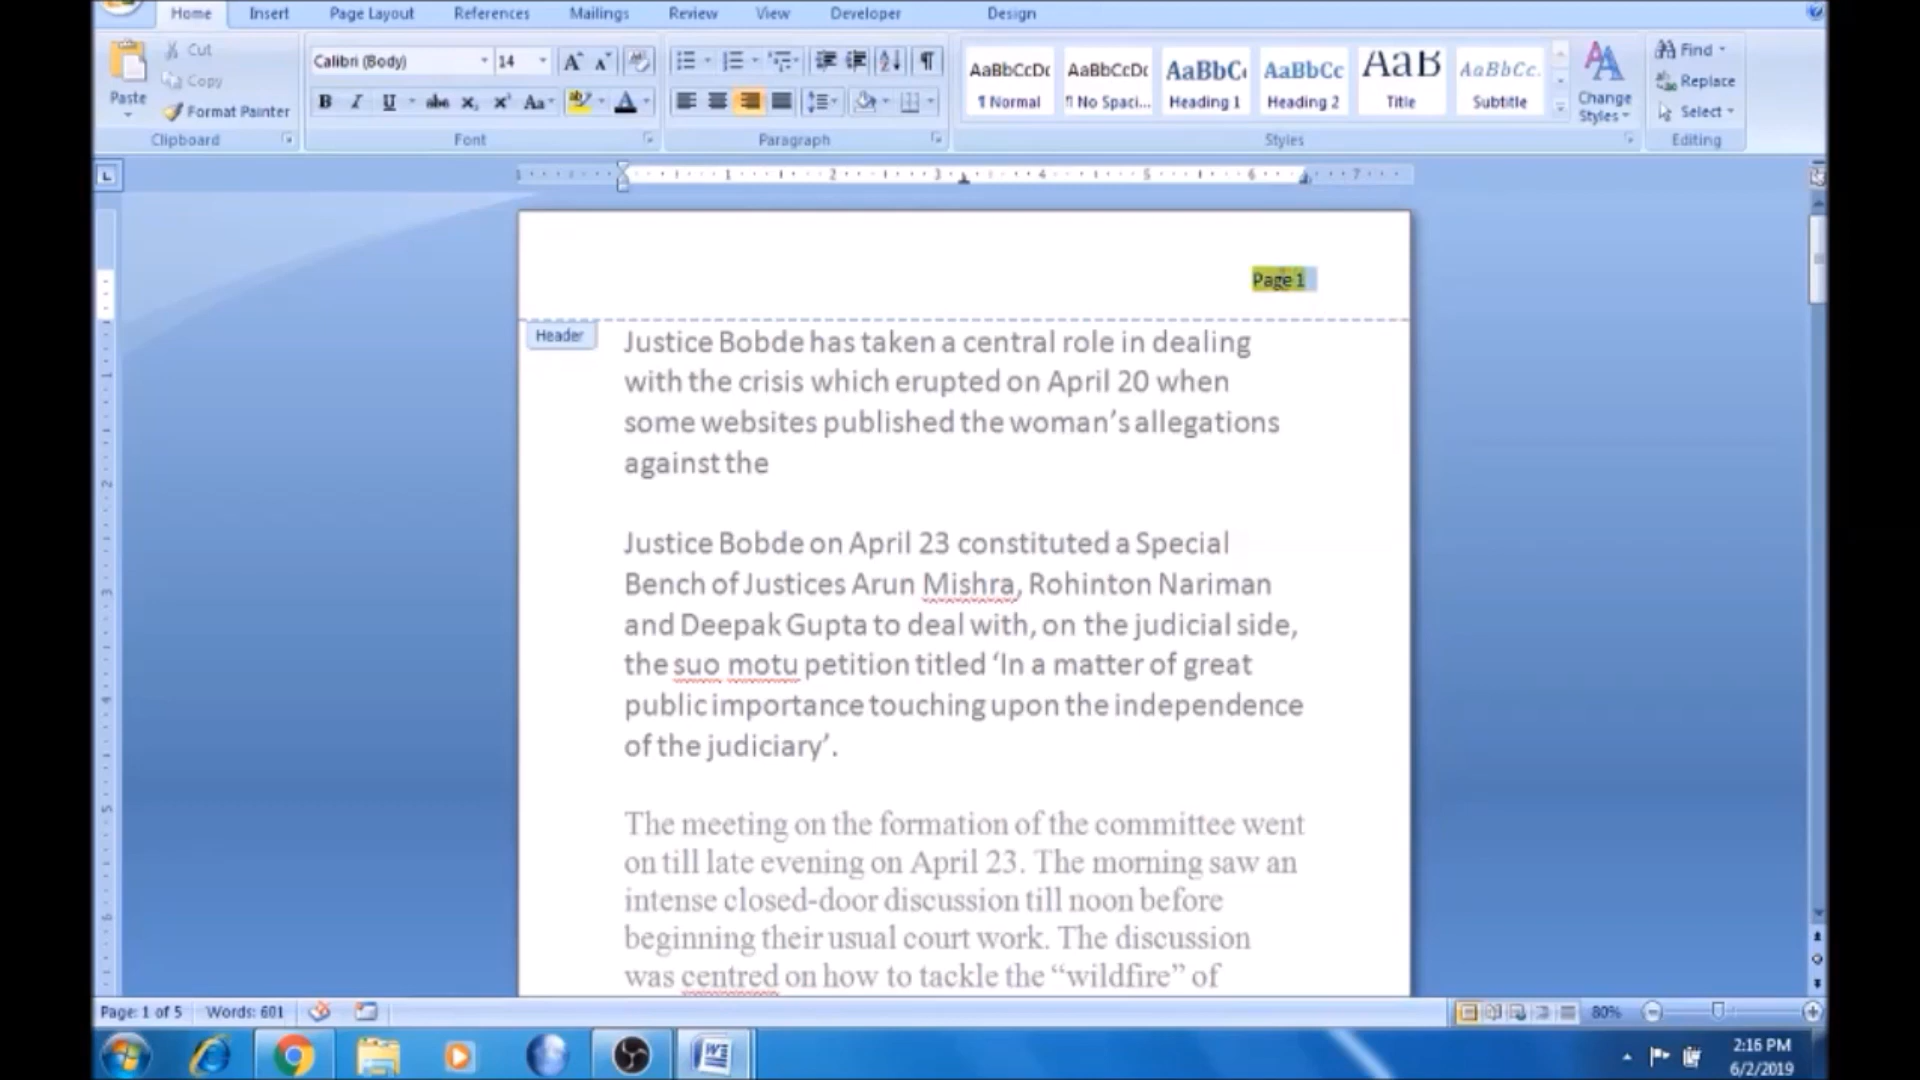 Home Insert Page Layout References Mailings Review View Developer Design
Paste
Cut
Copy
Format Painter
Clipboard
Calibri (Body) 14
Font
Paragraph
AaBbCcDc AaBbCcDc AaBbC AaBbCc AaB AaBbCc.
¶ Normal ¶ No Spaci... Heading 1 Heading 2 Title Subtitle
Styles
Change
Styles
Find
Replace
Select
Editing
1 1 2 3 4 5 6 7
Page 1
Header
Justice Bobde has taken a central role in dealing
with the crisis which erupted on April 20 when
some websites published the woman’s allegations
against the
Justice Bobde on April 23 constituted a Special
Bench of Justices Arun Mishra, Rohinton Nariman
and Deepak Gupta to deal with, on the judicial side,
the suo motu petition titled ‘In a matter of great
public importance touching upon the independence
of the judiciary’.
The meeting on the formation of the committee went
on till late evening on April 23. The morning saw an
intense closed-door discussion till noon before
beginning their usual court work. The discussion
was centred on how to tackle the “wildfire” of
Page: 1 of 5 Words: 601 80%
2:16 PM
6/2/2019